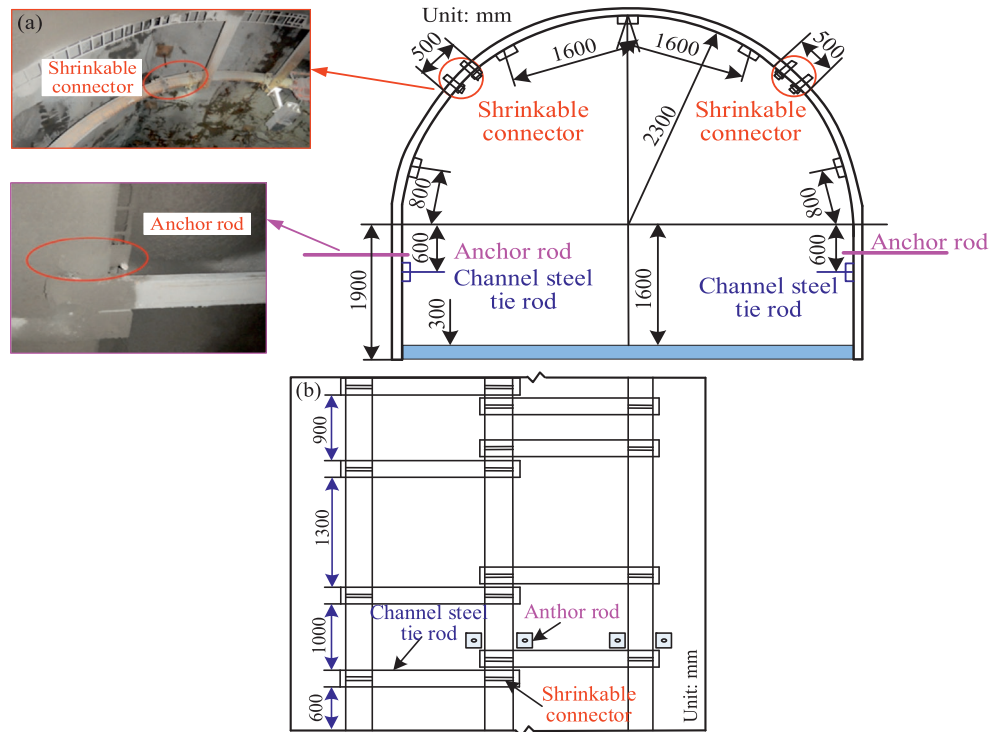 (a)
Shrinkable
connector
Anchor rod
Unit: mm
500
1600
1600
500
Shrinkable
connector
Shrinkable
connector
2300
800
800
600
600
Anchor rod
Anchor rod
Channel steel
tie rod
Channel steel
tie rod
1900
300
1600
(b)
900
1300
1000
600
Channel steel
tie rod
Anthor rod
Shrinkable
connector
Unit: mm